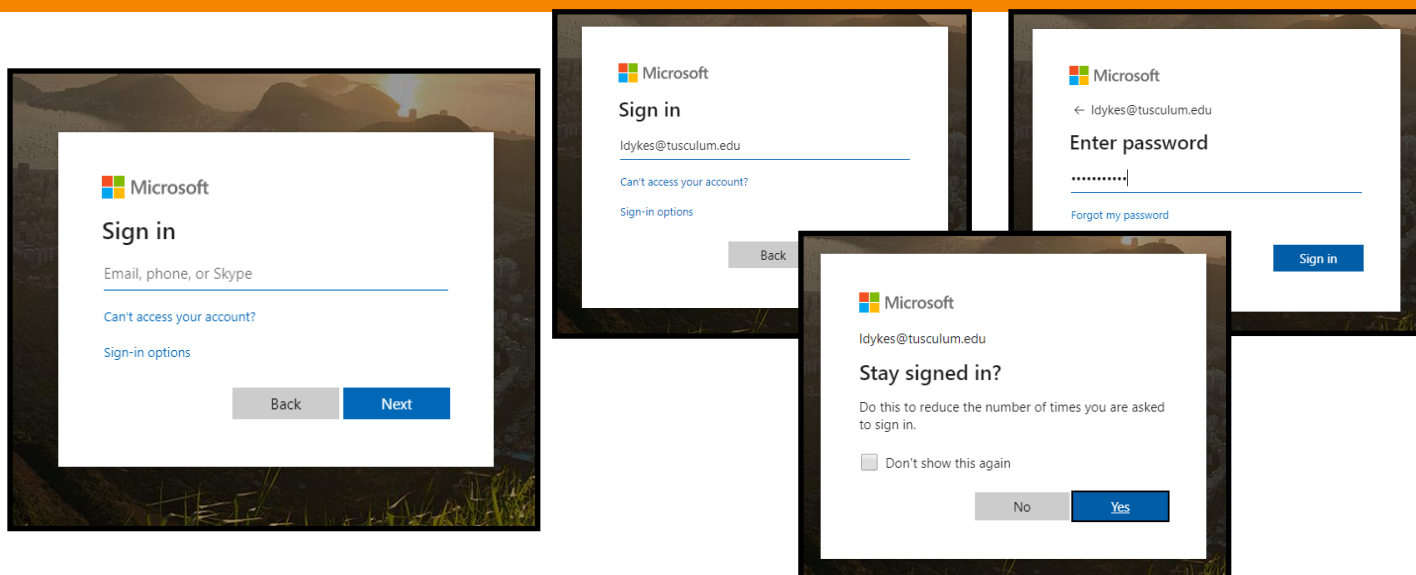 Microsoft
Sign in
Email, phone, or Skype
Can't access your account?
Sign-in options
Back
Next
Microsoft
Sign in
ldykes@tusculum.edu
Can't access your account?
Sign-in options
Back
Microsoft
← ldykes@tusculum.edu
Enter password
•••••••••••
Forgot my password
Sign in
Microsoft
ldykes@tusculum.edu
Stay signed in?
Do this to reduce the number of times you are asked
to sign in.
Don't show this again
No
Yes